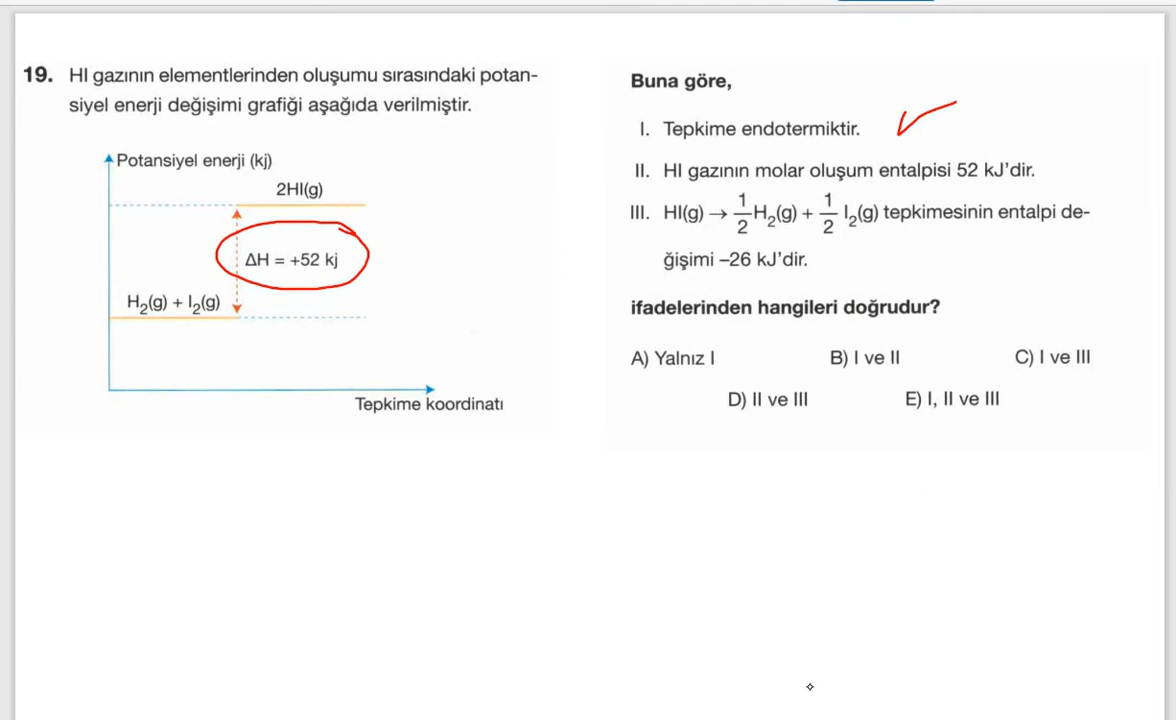 19. HI gazının elementlerinden oluşumu sırasındaki potan-
siyel enerji değişimi grafiği aşağıda verilmiştir.
Potansiyel enerji (kj)
2HI(g)
ΔH = +52 kj
H₂(g) + I₂(g)
Tepkime koordinatı
Buna göre,
I. Tepkime endotermiktir.
II. HI gazının molar oluşum entalpisi 52 kJ'dir.
III. HI(g) → 1/2 H₂(g) + 1/2 I₂(g) tepkimesinin entalpi de-
ğişimi –26 kJ'dir.
ifadelerinden hangileri doğrudur?
A) Yalnız I B) I ve II C) I ve III
D) II ve III E) I, II ve III